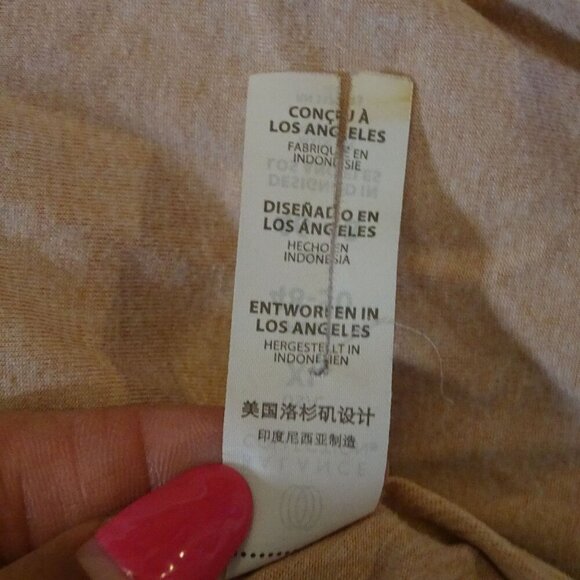 CONÇU À
LOS ANGELES
FABRIQUÉ EN
INDONÉSIE
DISEÑADO EN
LOS ÁNGELES
HECHO EN
INDONESIA
ENTWORFEN IN
LOS ANGELES
HERGESTELLT IN
INDONESIEN
美国洛杉矶设计
印度尼西亚制造